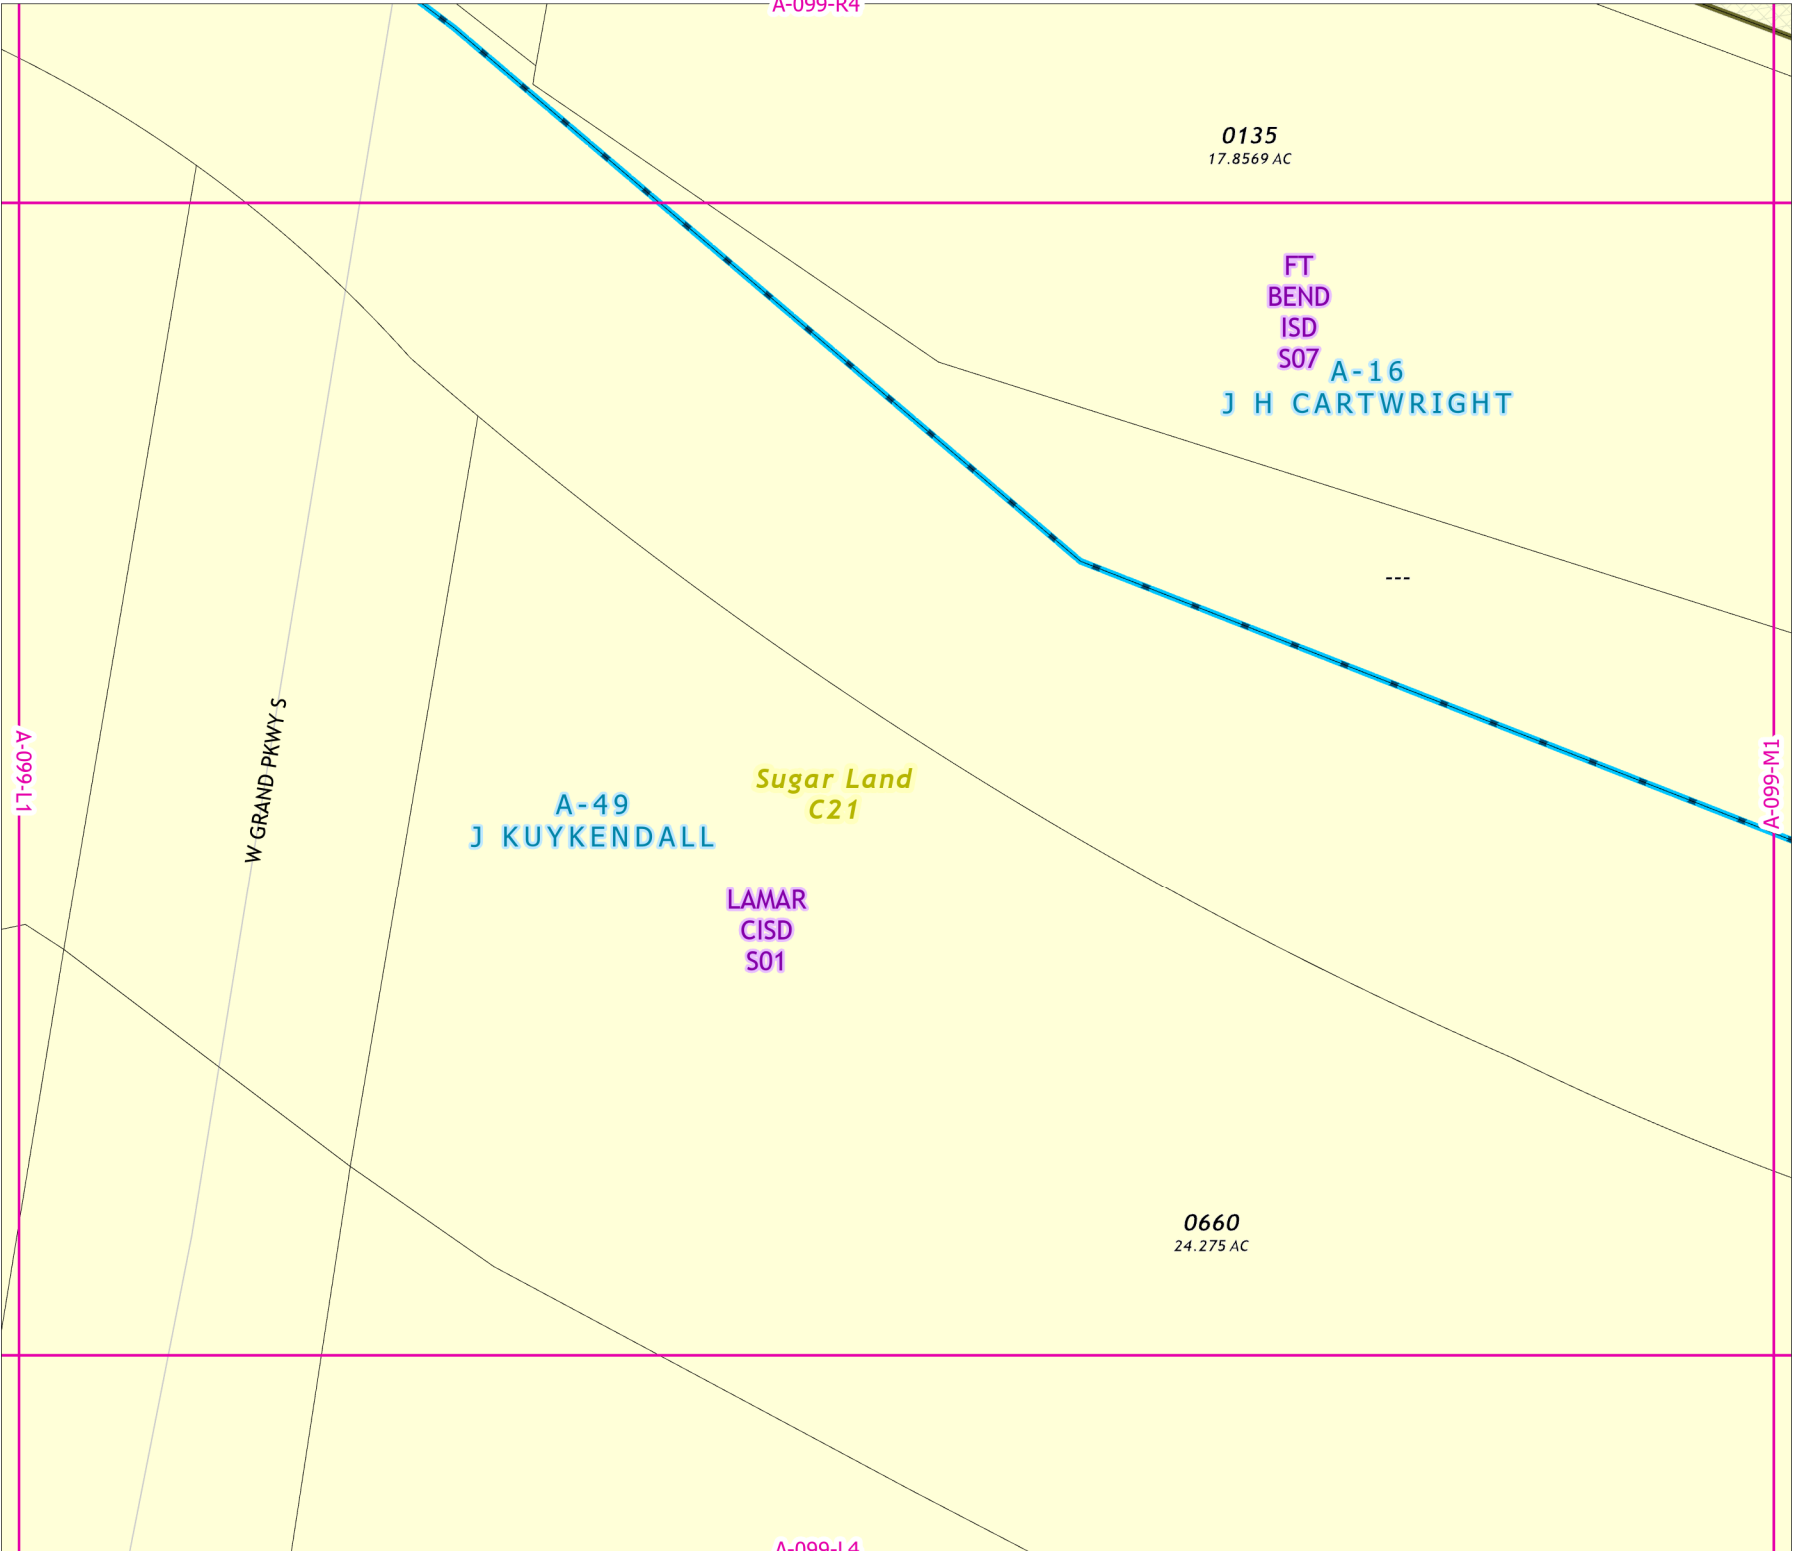 A-099-R4
0135
17.8569 AC
FT
BEND
ISD
S07
A-16
J H CARTWRIGHT
---
W GRAND PKWY S
A-099-L1
A-099-M1
Sugar Land
C21
A-49
J KUYKENDALL
LAMAR
CISD
S01
0660
24.275 AC
A-099-L4